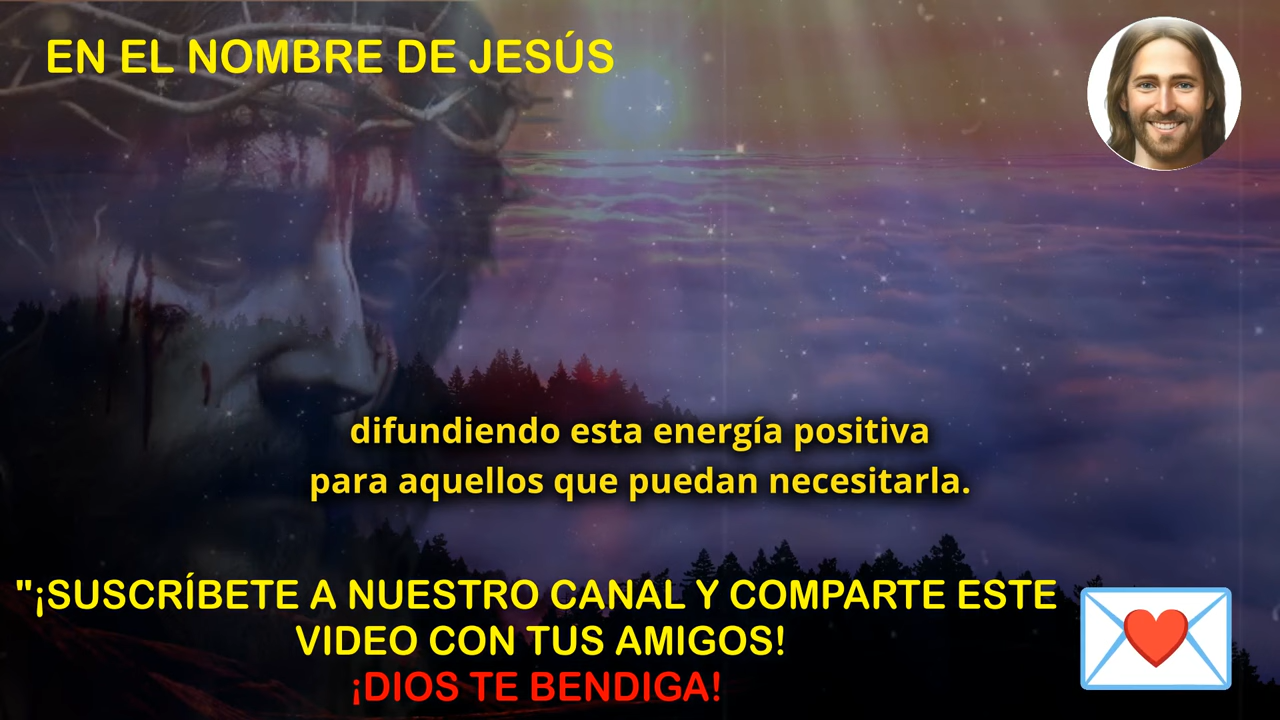 EN EL NOMBRE DE JESÚS
difundiendo esta energía positiva
para aquellos que puedan necesitarla.
"¡SUSCRÍBETE A NUESTRO CANAL Y COMPARTE ESTE
VIDEO CON TUS AMIGOS!
¡DIOS TE BENDIGA!